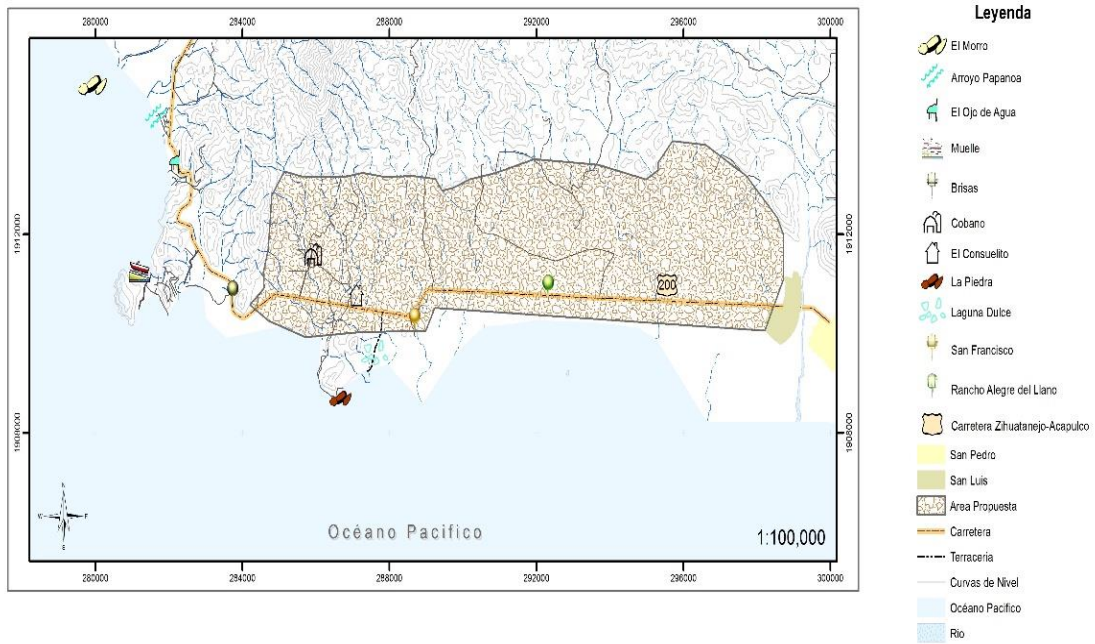 280000 284000 288000 292000 296000 300000
Leyenda
El Morro
Arroyo Papanoa
El Ojo de Agua
Muelle
Brisas
Cobano
El Consuelito
La Piedra
Laguna Dulce
San Francisco
Rancho Alegre del Llano
Carretera Zihuatanejo-Acapulco
San Pedro
San Luis
Area Propuesta
Carretera
Terraceria
Curvas de Nivel
Océano Pacifico
Rio
1912000 1912000
200
1908000 1908000
N
W E
S
Océano Pacifico
1:100,000
280000 284000 288000 292000 296000 300000